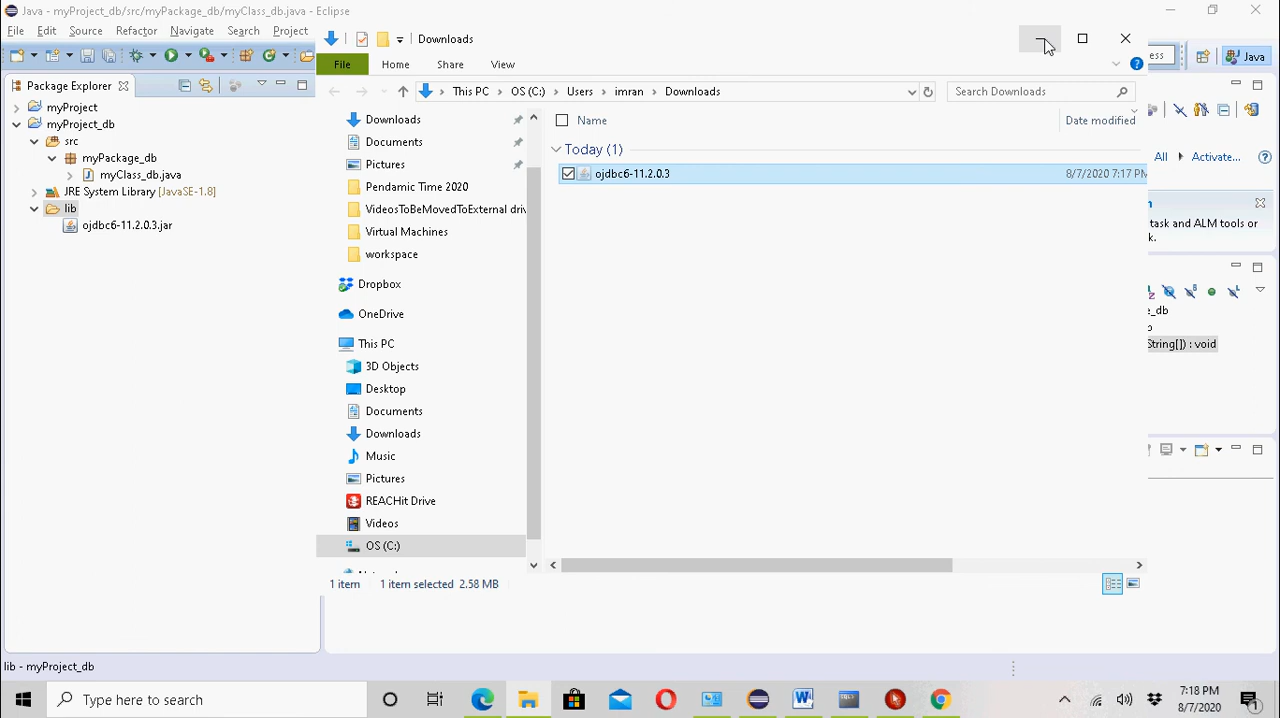 Java - myProject_db/src/myPackage_db/myClass_db.java - Eclipse
File Edit Source Refactor Navigate Search Project
Downloads
File Home Share View
Java
Package Explorer
This PC OS (C:) Users imran Downloads
Search Downloads
myProject
myProject_db
src
myPackage_db
myClass_db.java
JRE System Library [JavaSE-1.8]
lib
ojdbc6-11.2.0.3.jar
Downloads
Documents
Pictures
Pendamic Time 2020
VideosToBeMovedToExternal
Virtual Machines
workspace
Dropbox
OneDrive
This PC
3D Objects
Desktop
Documents
Downloads
Music
Pictures
REACHit Drive
Videos
OS (C:)
Name Date modified
Today (1)
ojdbc6-11.2.0.3 8/7/2020 7:17 PM
All Activate...
task and ALM tools or
String[]) : void
1 item 1 item selected 2.58 MB
lib - myProject_db
Type here to search
7:18 PM
8/7/2020
1